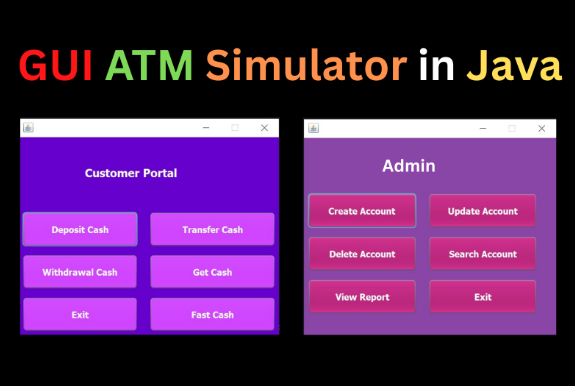 GUI ATM Simulator in Java
Customer Portal
Deposit Cash
Transfer Cash
Withdrawal Cash
Get Cash
Exit
Fast Cash
Admin
Create Account
Update Account
Delete Account
Search Account
View Report
Exit